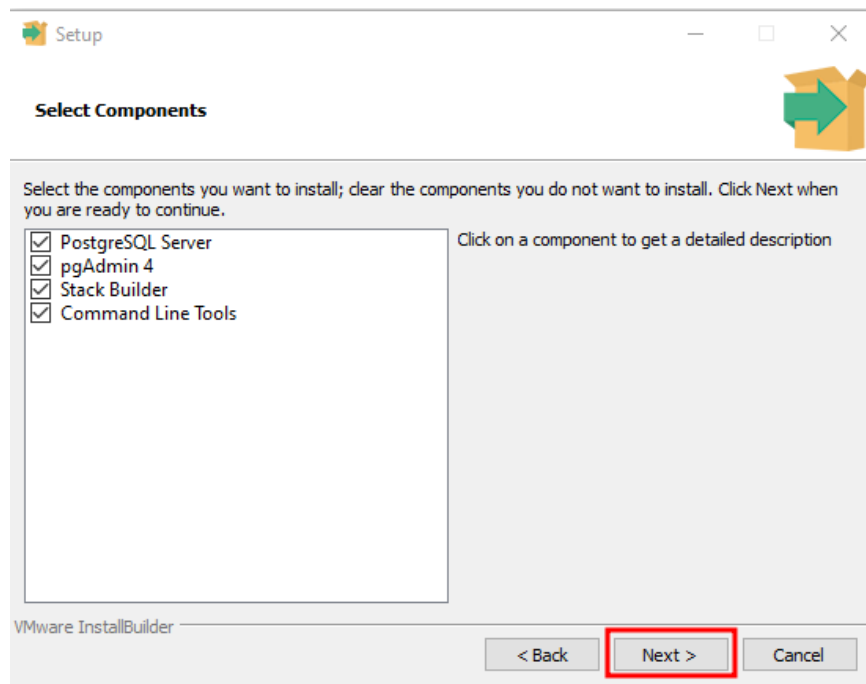 Setup
Select Components
Select the components you want to install; clear the components you do not want to install. Click Next when
you are ready to continue.
PostgreSQL Server
pgAdmin 4
Stack Builder
Command Line Tools
Click on a component to get a detailed description
VMware InstallBuilder
< Back
Next >
Cancel